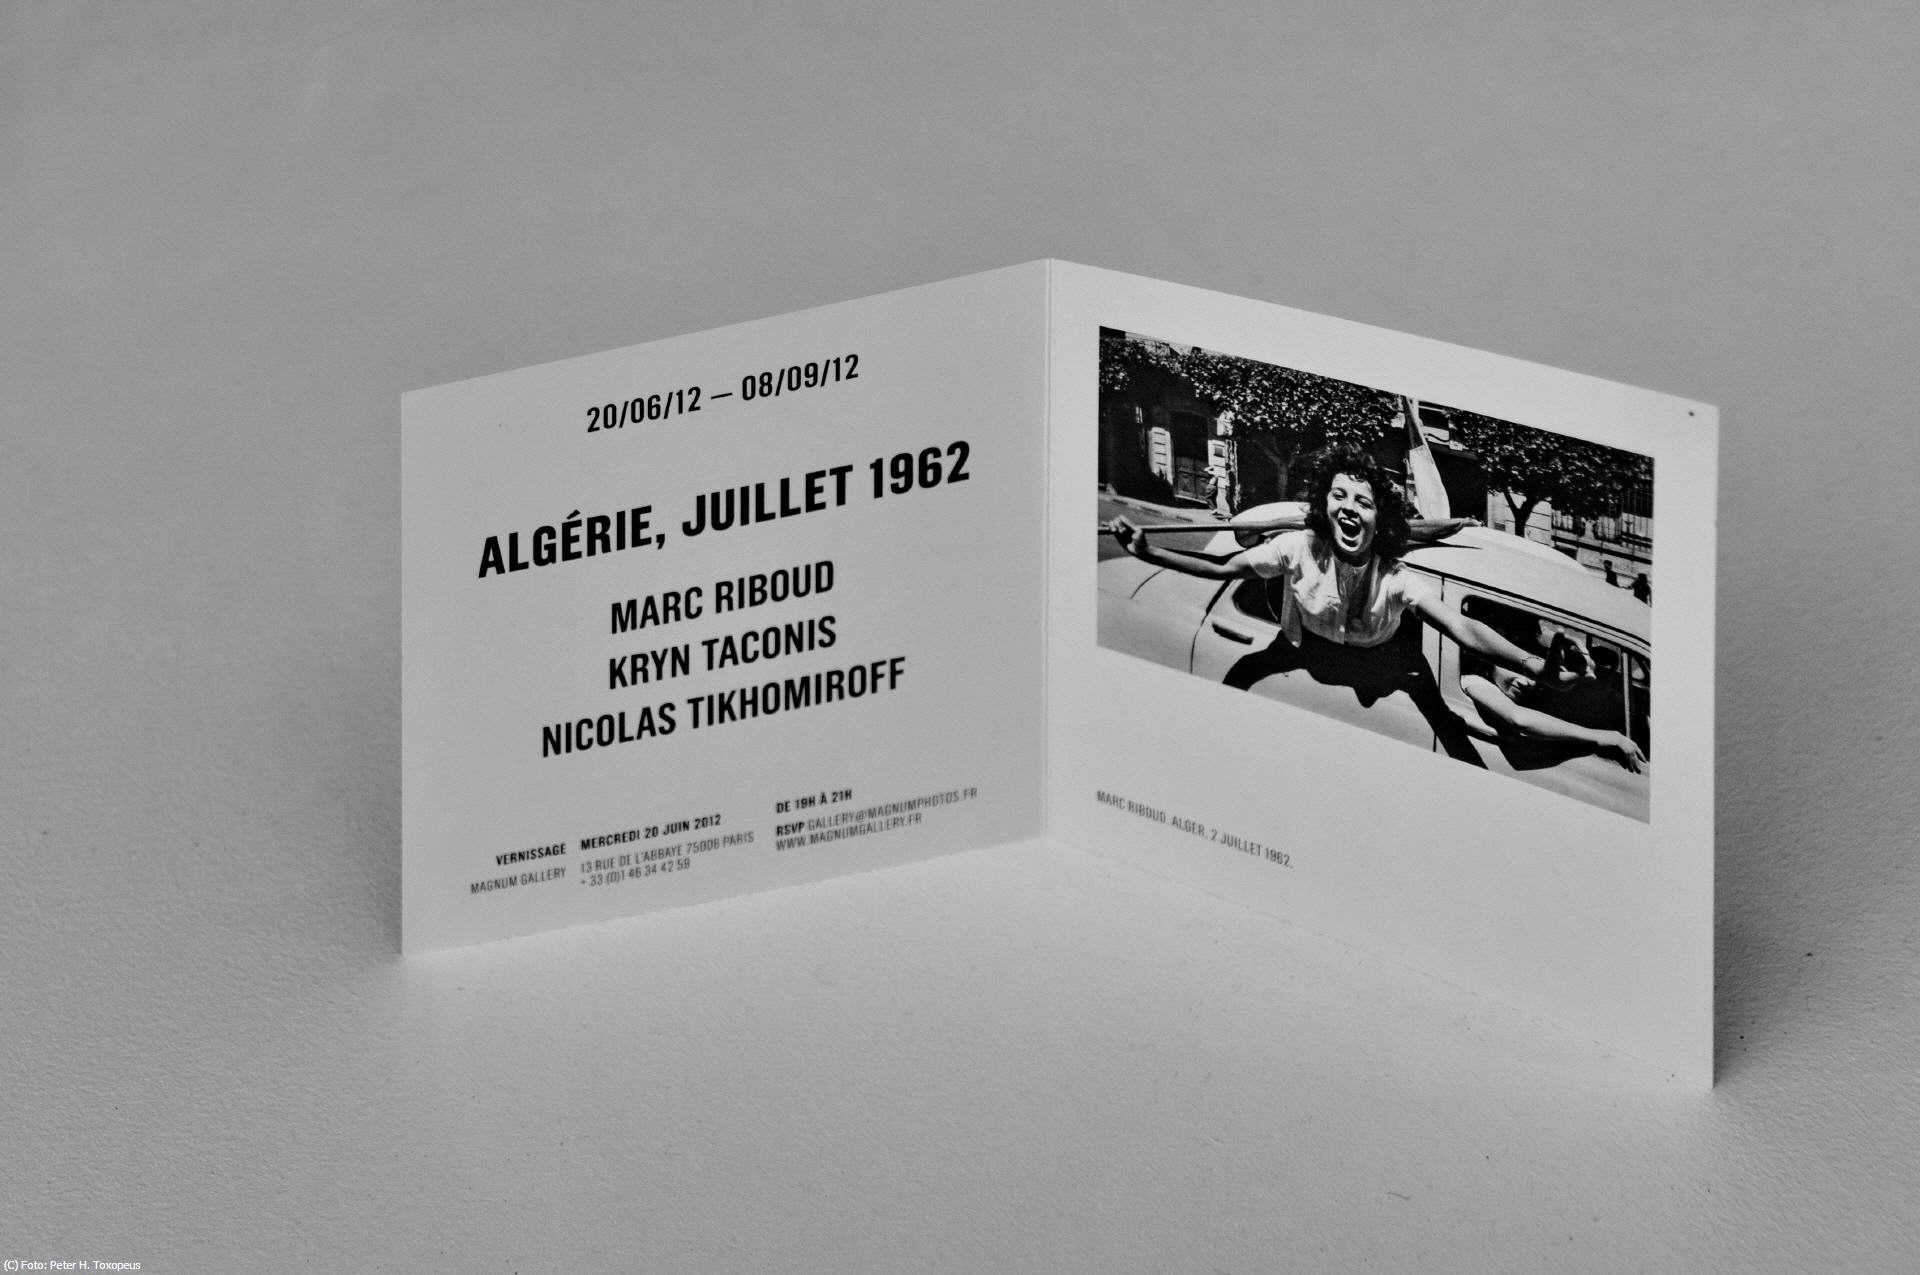 20/06/12 — 08/09/12
ALGÉRIE, JUILLET 1962
MARC RIBOUD
KRYN TACONIS
NICOLAS TIKHOMIROFF
VERNISSAGE MERCREDI 20 JUIN 2012
MAGNUM GALLERY 13 RUE DE L'ABBAYE 75006 PARIS
+ 33 (0)1 46 34 42 59
DE 19H À 21H
RSVP GALLERY@MAGNUMPHOTOS.FR
WWW.MAGNUMGALLERY.FR
MARC RIBOUD. ALGER, 2 JUILLET 1962.
(C) Foto: Peter H. Toxopeus